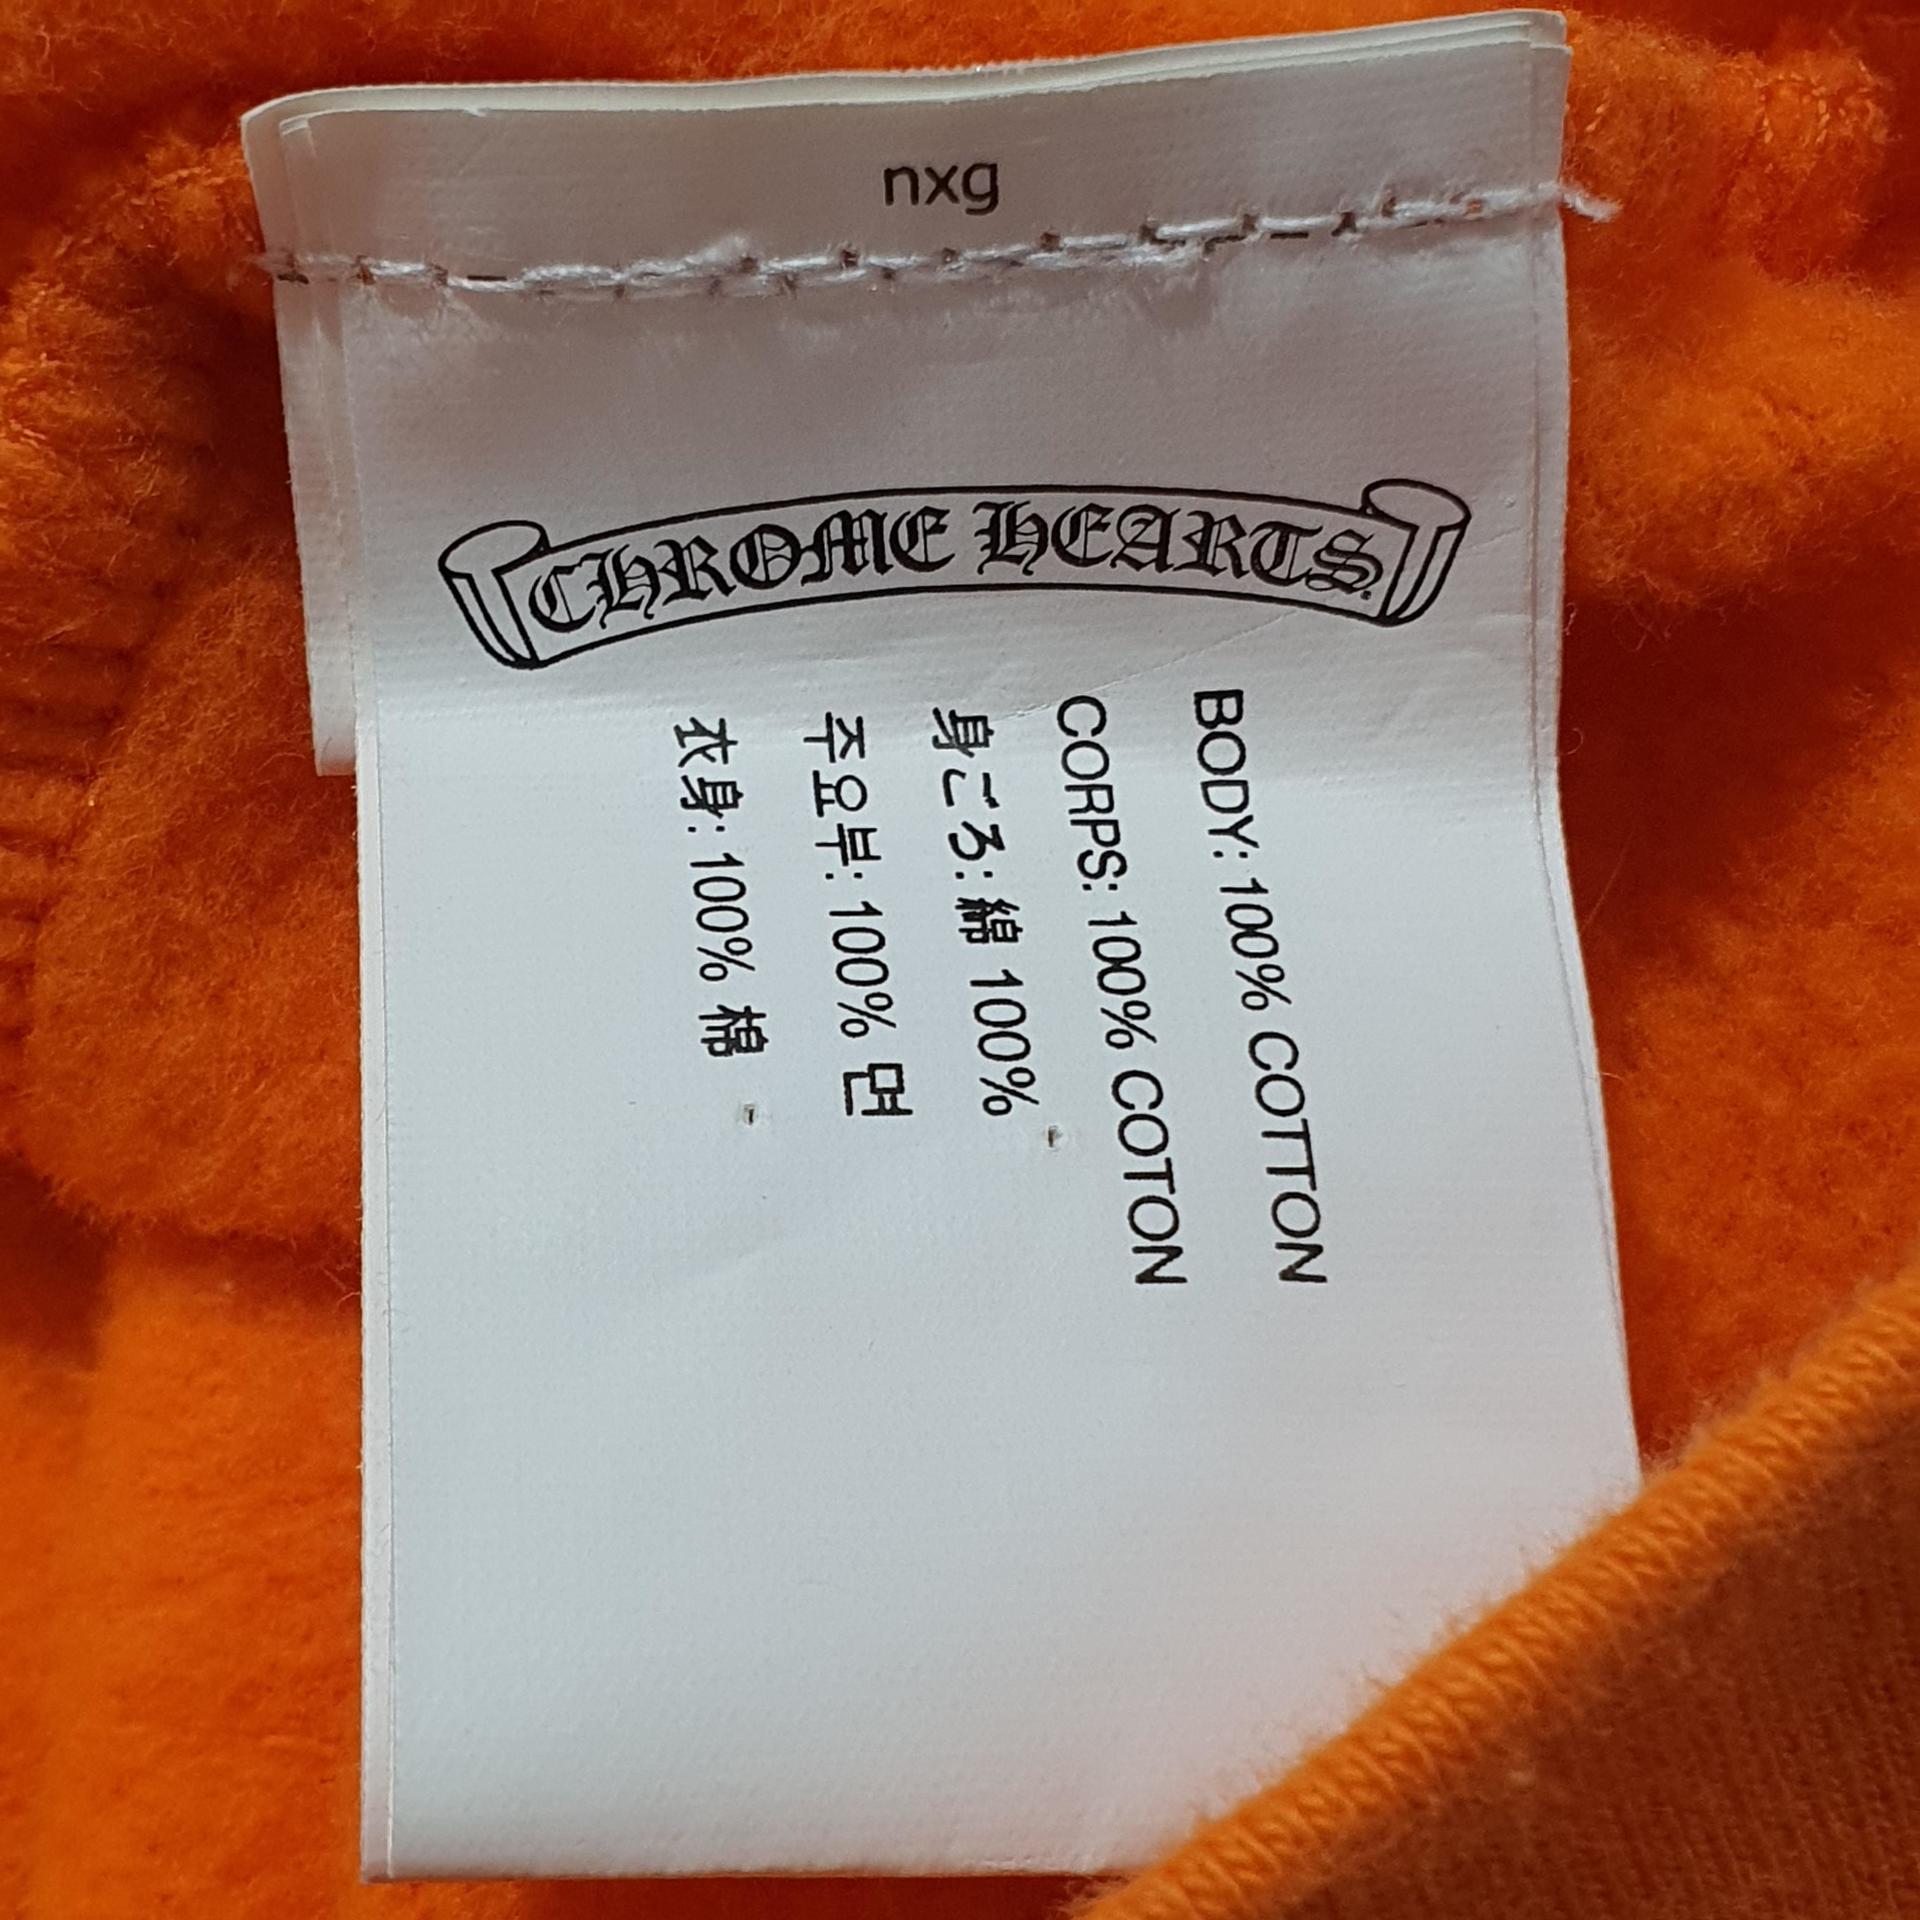 nxg
CHROME HEARTS
BODY: 100% COTTON
CORPS: 100% COTON
身ごろ: 綿 100%
주요부: 100% 면
衣身: 100% 棉